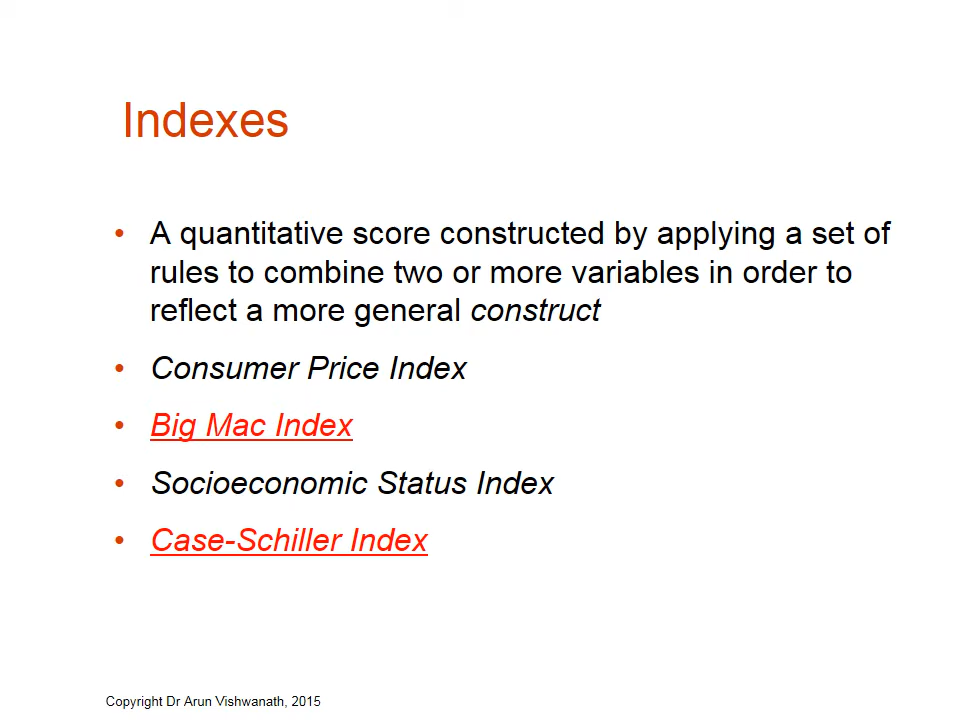 Indexes
• A quantitative score constructed by applying a set of
rules to combine two or more variables in order to
reflect a more general construct
• Consumer Price Index
• Big Mac Index
• Socioeconomic Status Index
• Case-Schiller Index
Copyright Dr Arun Vishwanath, 2015